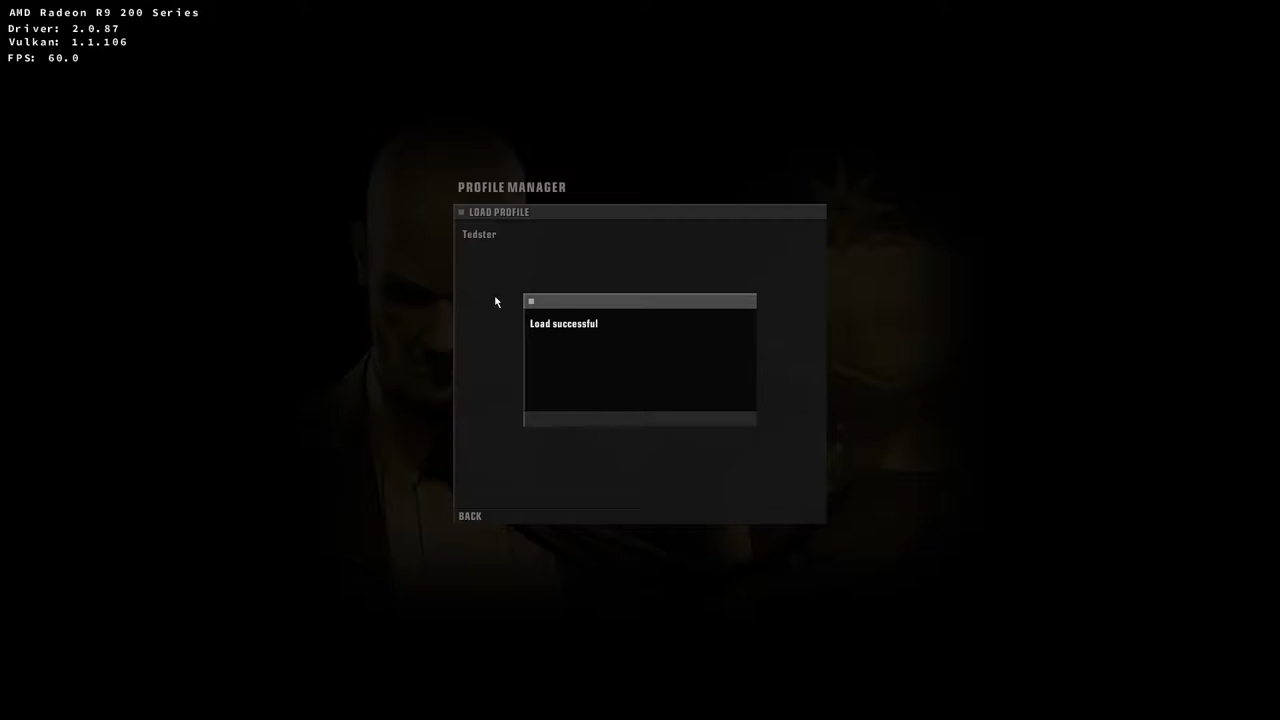 AMD Radeon R9 200 Series
Driver: 2.0.87
Vulkan: 1.1.106
FPS: 60.0
PROFILE MANAGER
LOAD PROFILE
Tedster
Load successful
BACK